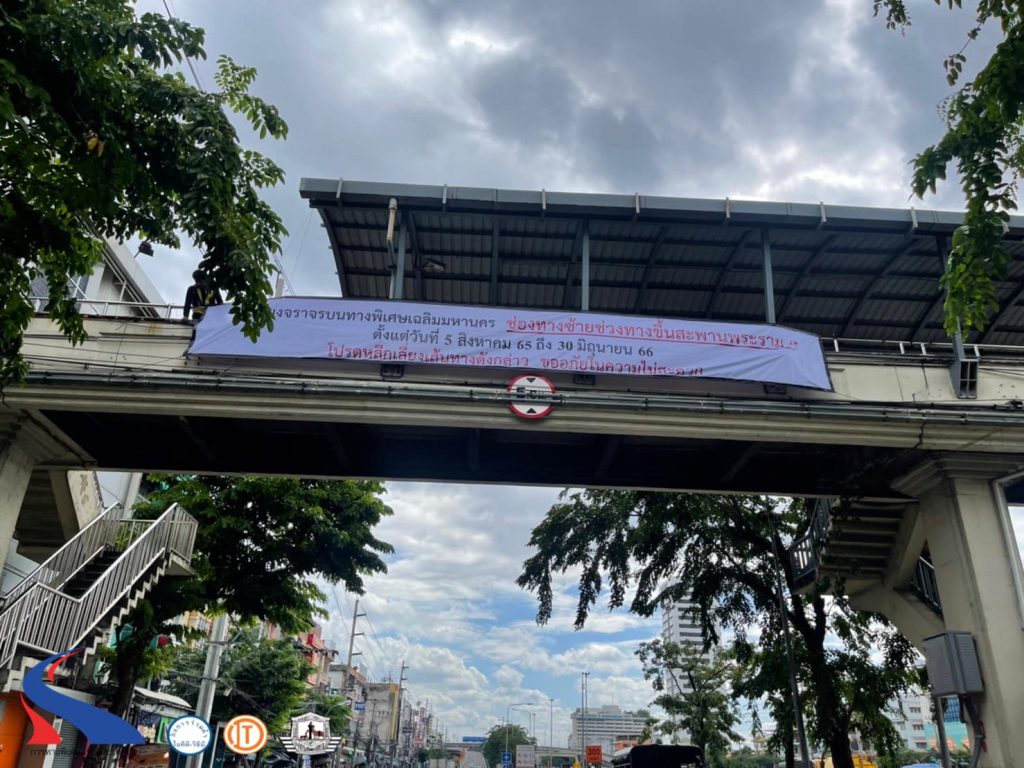 จราจรบนทางพิเศษเฉลิมมหานคร ช่องทางซ้ายช่วงทางขึ้นสะพานพระราม
ตั้งแต่วันที่ 5 สิงหาคม 65 ถึง 30 มิถุนายน 66
โปรดหลีกเลี่ยงเส้นทางดังกล่าว ขออภัยในความไม่สะดวก
300